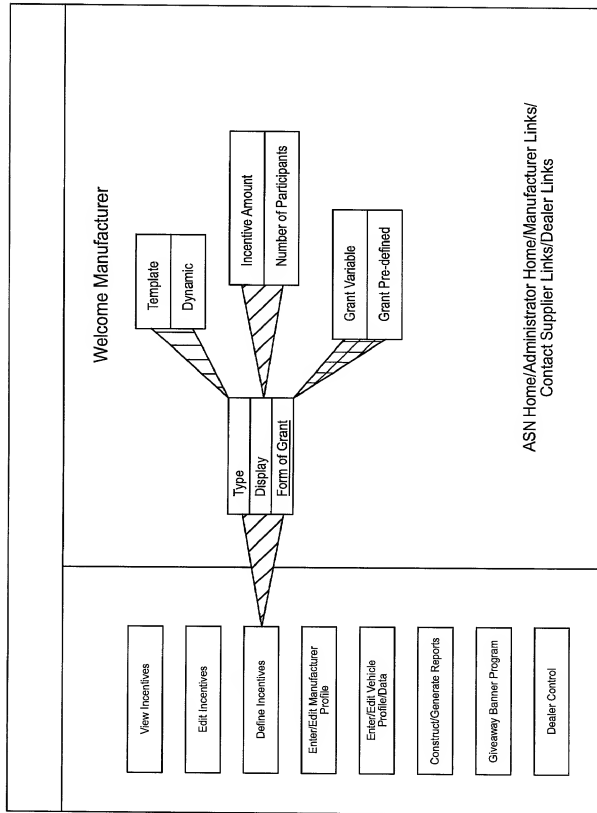 Welcome Manufacturer
View Incentives
Edit Incentives
Define Incentives
Enter/Edit Manufacturer
Profile
Enter/Edit Vehicle
Profile/Data
Construct/Generate Reports
Giveaway Banner Program
Dealer Control
Type
Display
Form of Grant
Template
Dynamic
Incentive Amount
Number of Participants
Grant Variable
Grant Pre-defined
ASN Home/Administrator Home/Manufacturer Links/
Contact Supplier Links/Dealer Links